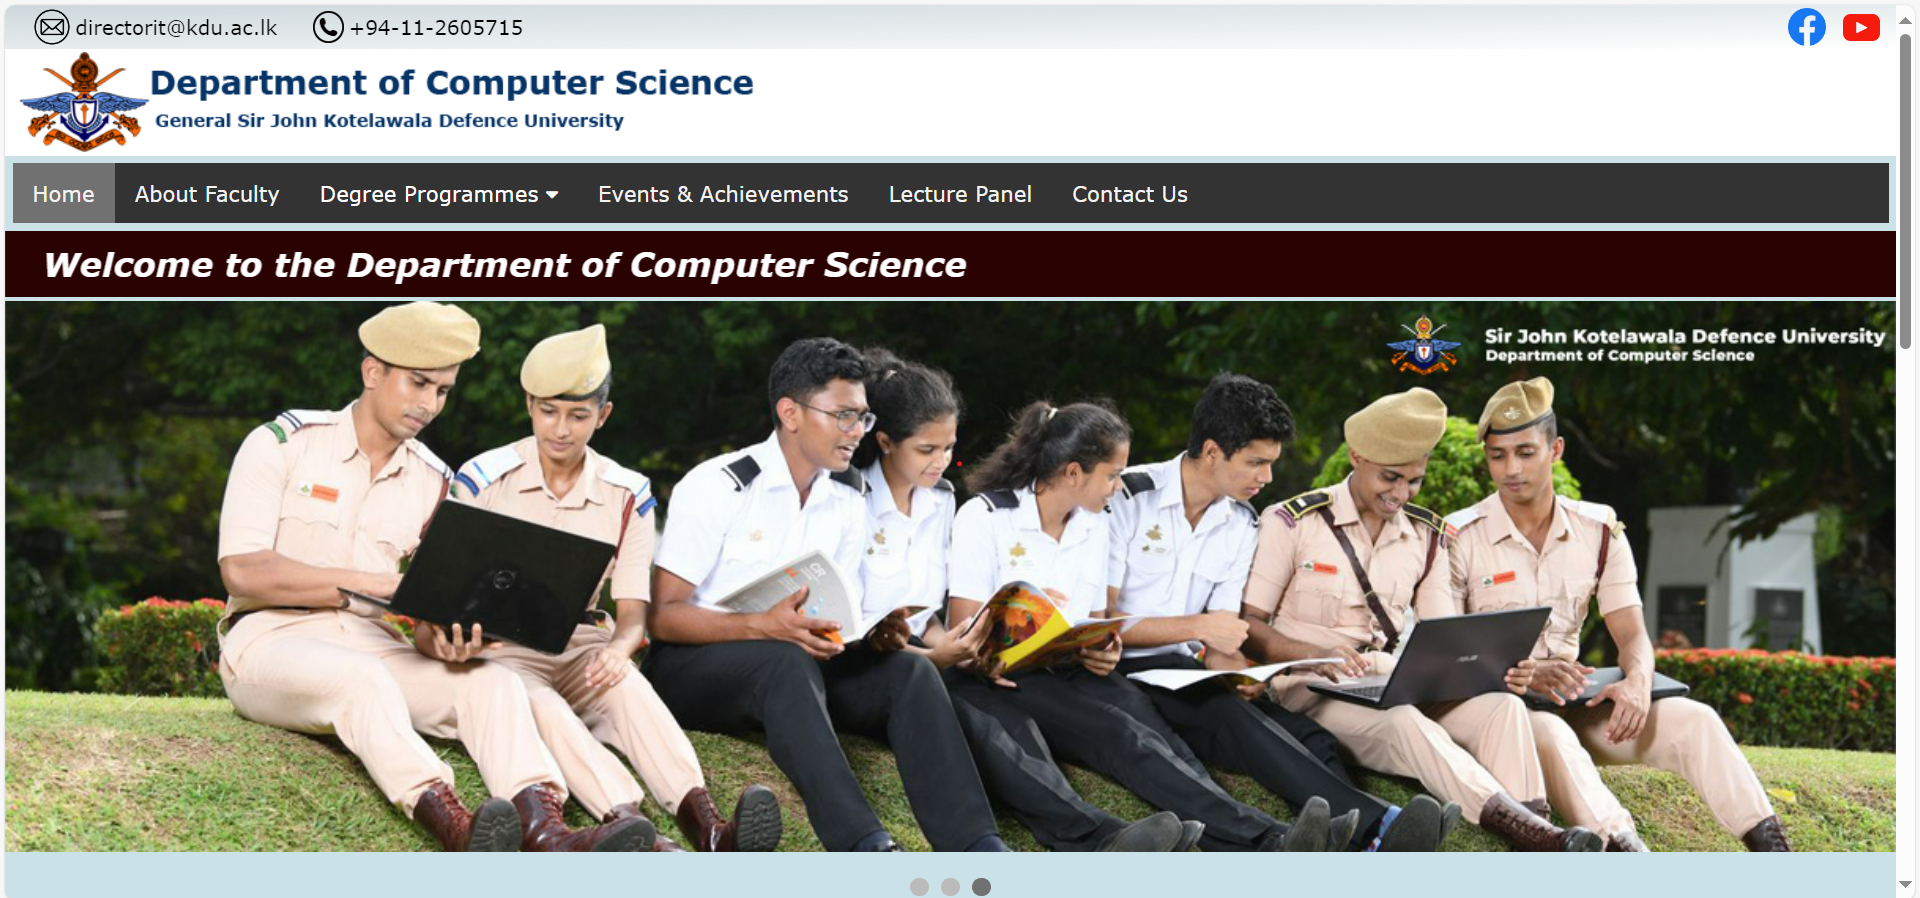 directorit@kdu.ac.lk +94-11-2605715
Department of Computer Science
General Sir John Kotelawala Defence University
Home About Faculty Degree Programmes Events & Achievements Lecture Panel Contact Us
Welcome to the Department of Computer Science
Sir John Kotelawala Defence University
Department of Computer Science
CR
ASUS